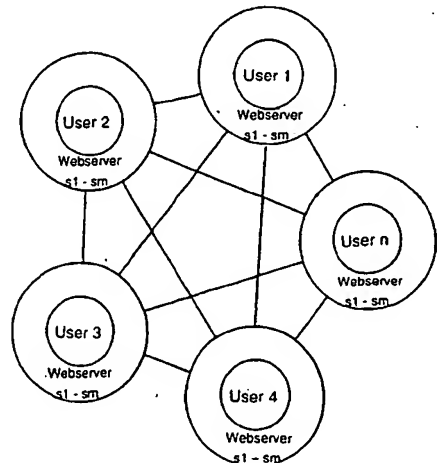 User 1
Webserver
s1 - sm
User 2
Webserver
s1 - sm
User n
Webserver
s1 - sm
User 3
Webserver
s1 - sm
User 4
Webserver
s1 - sm